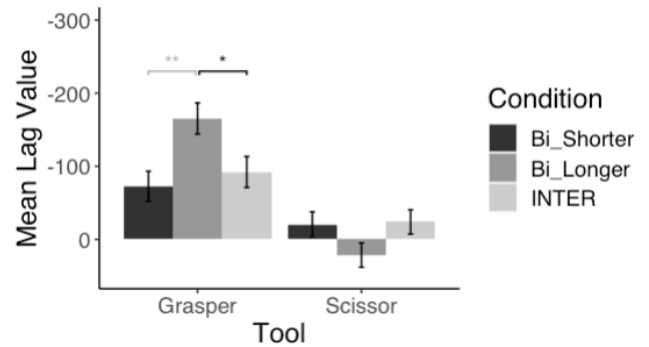 -300
-200
-100
0
Mean Lag Value
**
*
Grasper
Scissor
Tool
Condition
Bi_Shorter
Bi_Longer
INTER